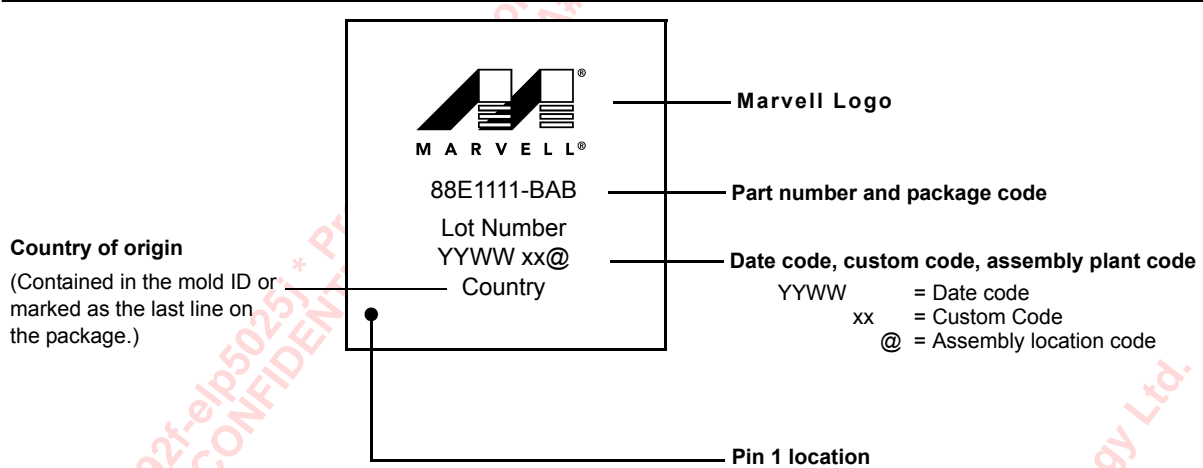 MARVELL®
®
88E1111-BAB
Lot Number
YYWW xx@
Country
Marvell Logo
Part number and package code
Date code, custom code, assembly plant code
YYWW = Date code
xx = Custom Code
@ = Assembly location code
Country of origin
(Contained in the mold ID or
marked as the last line on
the package.)
Pin 1 location